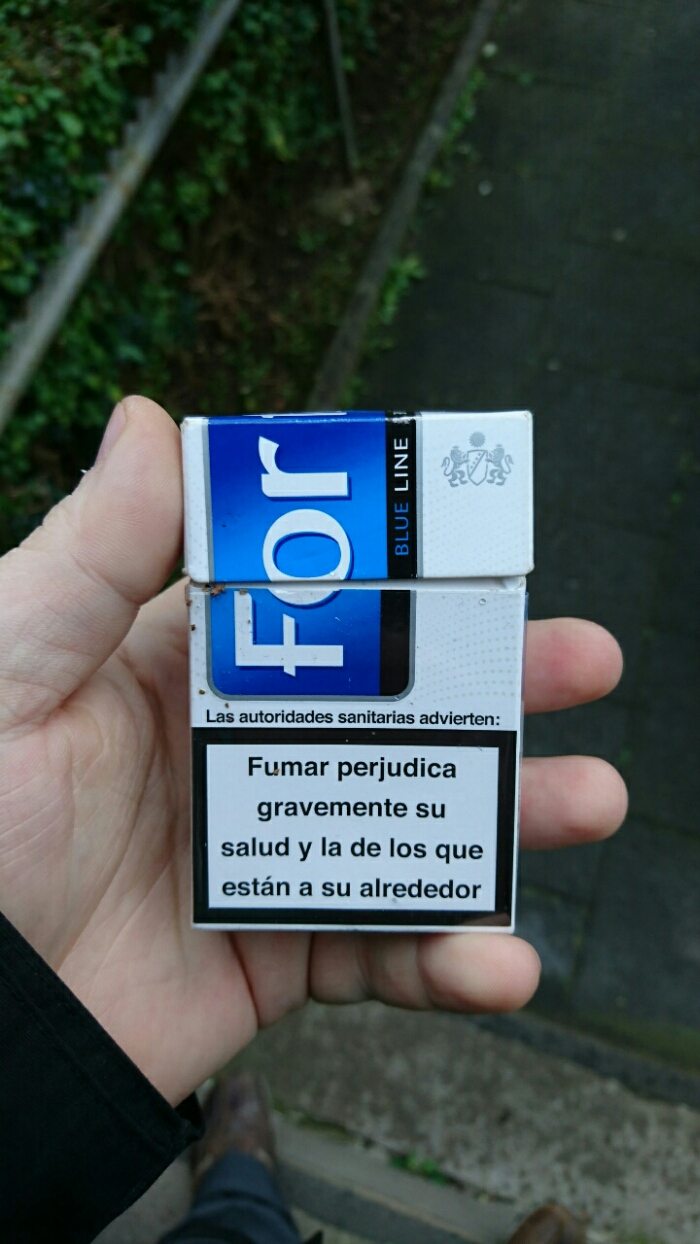 For
BLUE LINE
Las autoridades sanitarias advierten:
Fumar perjudica
gravemente su
salud y la de los que
están a su alrededor